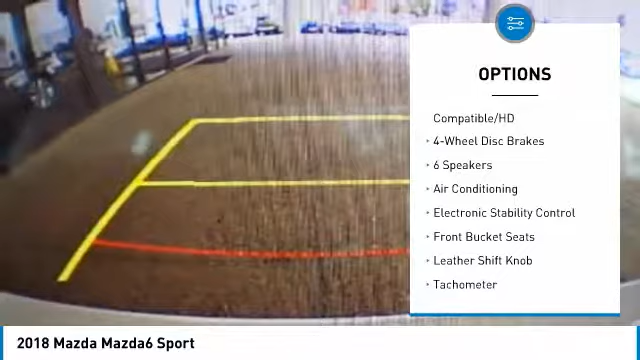 OPTIONS
Compatible/HD
• 4-Wheel Disc Brakes
• 6 Speakers
• Air Conditioning
• Electronic Stability Control
• Front Bucket Seats
• Leather Shift Knob
• Tachometer
2018 Mazda Mazda6 Sport